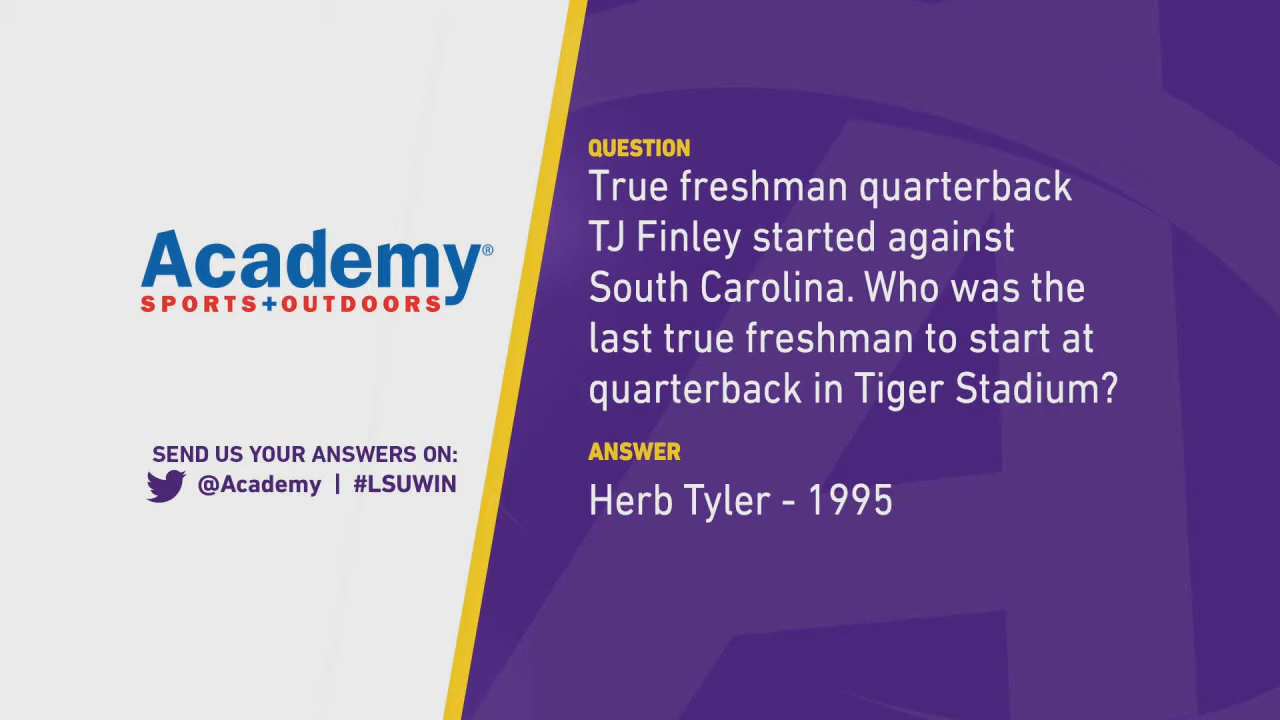 Academy®
SPORTS+OUTDOORS
SEND US YOUR ANSWERS ON:
@Academy | #LSUWIN
QUESTION
True freshman quarterback
TJ Finley started against
South Carolina. Who was the
last true freshman to start at
quarterback in Tiger Stadium?
ANSWER
Herb Tyler - 1995